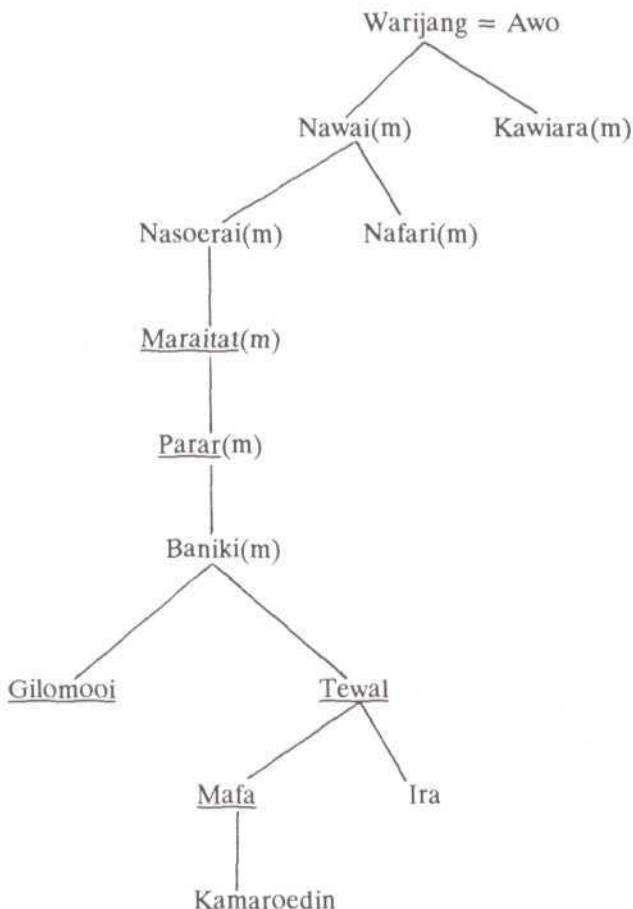 Warijang = Awo
Nawai(m) Kawiara(m)
Nasoerai(m) Nafari(m)
Maraitat(m)
Parar(m)
Baniki(m)
Gilomooi Tewal
Mafa Ira
Kamaroedin